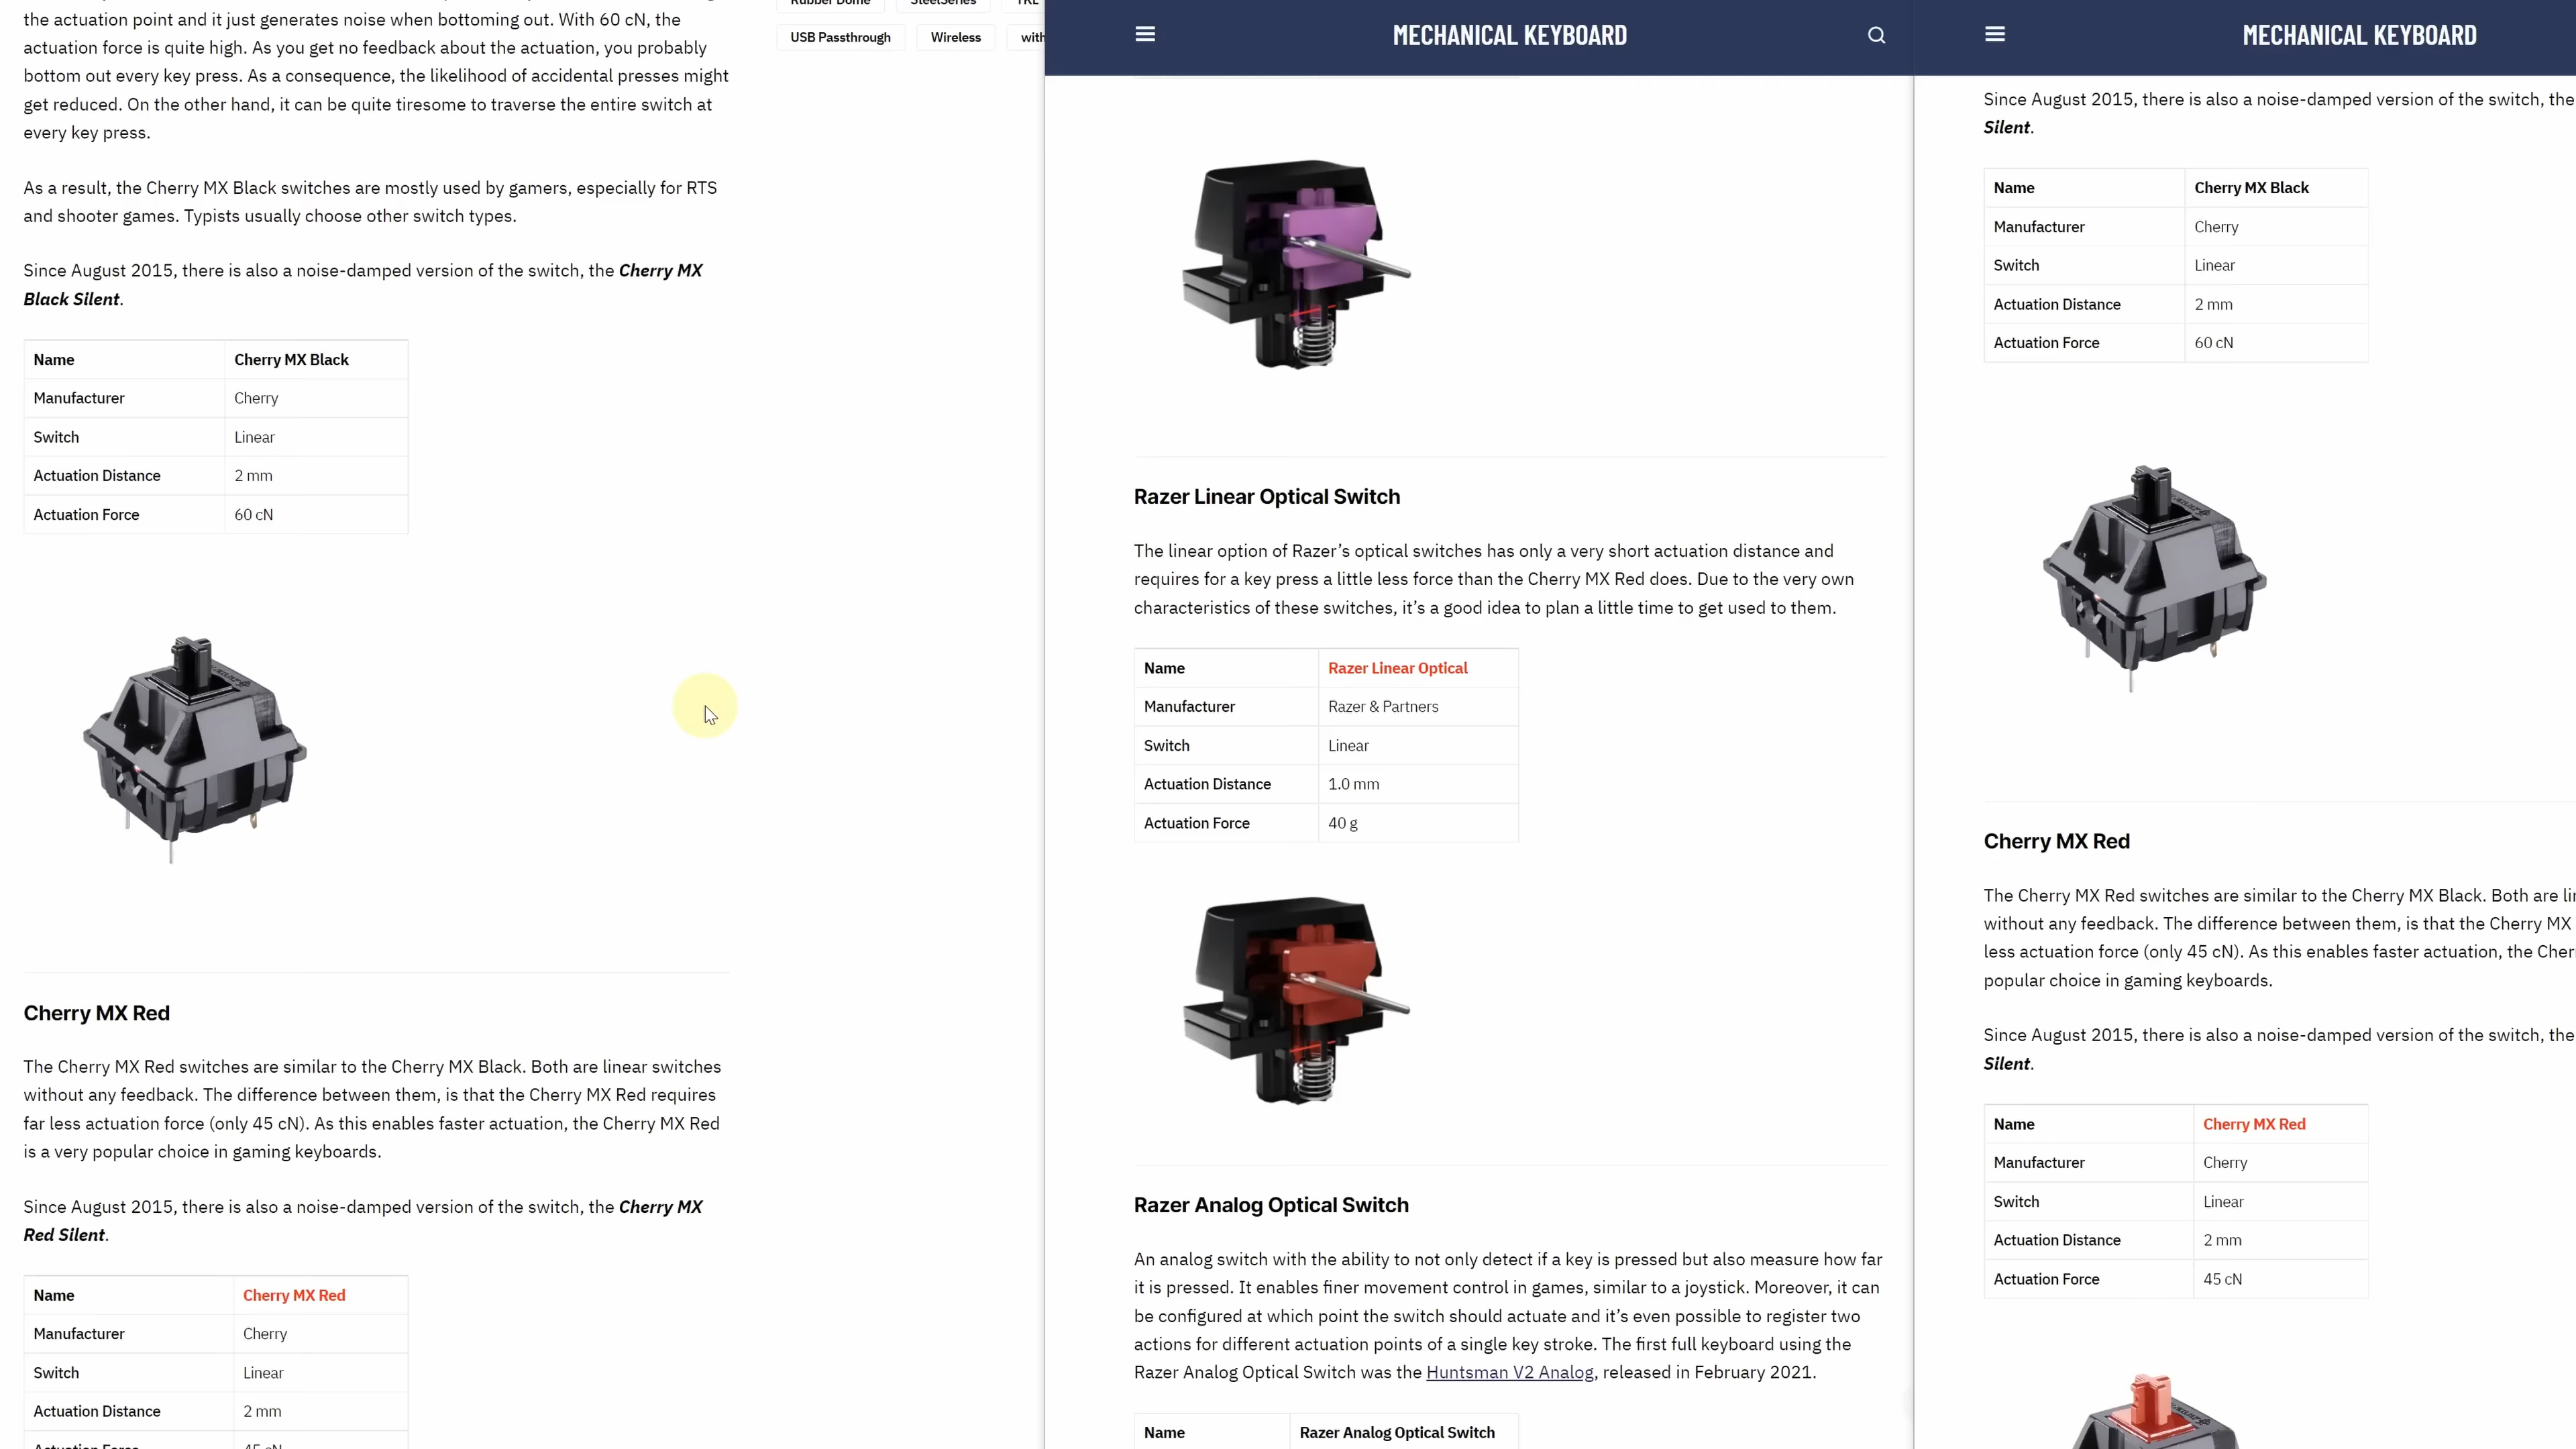 Rubber Dome
SteelSeries
TKL
USB Passthrough
Wireless
with
the actuation point and it just generates noise when bottoming out. With 60 cN, the
actuation force is quite high. As you get no feedback about the actuation, you probably
bottom out every key press. As a consequence, the likelihood of accidental presses might
get reduced. On the other hand, it can be quite tiresome to traverse the entire switch at
every key press.
As a result, the Cherry MX Black switches are mostly used by gamers, especially for RTS
and shooter games. Typists usually choose other switch types.
Since August 2015, there is also a noise-damped version of the switch, the Cherry MX
Black Silent.
Name Cherry MX Black
Manufacturer Cherry
Switch Linear
Actuation Distance 2 mm
Actuation Force 60 cN
Cherry MX Red
The Cherry MX Red switches are similar to the Cherry MX Black. Both are linear switches
without any feedback. The difference between them, is that the Cherry MX Red requires
far less actuation force (only 45 cN). As this enables faster actuation, the Cherry MX Red
is a very popular choice in gaming keyboards.
Since August 2015, there is also a noise-damped version of the switch, the Cherry MX
Red Silent.
Name Cherry MX Red
Manufacturer Cherry
Switch Linear
Actuation Distance 2 mm
Actuation Force 45 cN
MECHANICAL KEYBOARD
Razer Linear Optical Switch
The linear option of Razer's optical switches has only a very short actuation distance and
requires for a key press a little less force than the Cherry MX Red does. Due to the very own
characteristics of these switches, it's a good idea to plan a little time to get used to them.
Name Razer Linear Optical
Manufacturer Razer & Partners
Switch Linear
Actuation Distance 1.0 mm
Actuation Force 40 g
Razer Analog Optical Switch
An analog switch with the ability to not only detect if a key is pressed but also measure how far
it is pressed. It enables finer movement control in games, similar to a joystick. Moreover, it can
be configured at which point the switch should actuate and it's even possible to register two
actions for different actuation points of a single key stroke. The first full keyboard using the
Razer Analog Optical Switch was the Huntsman V2 Analog, released in February 2021.
Name Razer Analog Optical Switch
MECHANICAL KEYBOARD
Since August 2015, there is also a noise-damped version of the switch, the
Silent.
Name Cherry MX Black
Manufacturer Cherry
Switch Linear
Actuation Distance 2 mm
Actuation Force 60 cN
Cherry MX Red
The Cherry MX Red switches are similar to the Cherry MX Black. Both are li
without any feedback. The difference between them, is that the Cherry MX
less actuation force (only 45 cN). As this enables faster actuation, the Cher
popular choice in gaming keyboards.
Since August 2015, there is also a noise-damped version of the switch, the
Silent.
Name Cherry MX Red
Manufacturer Cherry
Switch Linear
Actuation Distance 2 mm
Actuation Force 45 cN